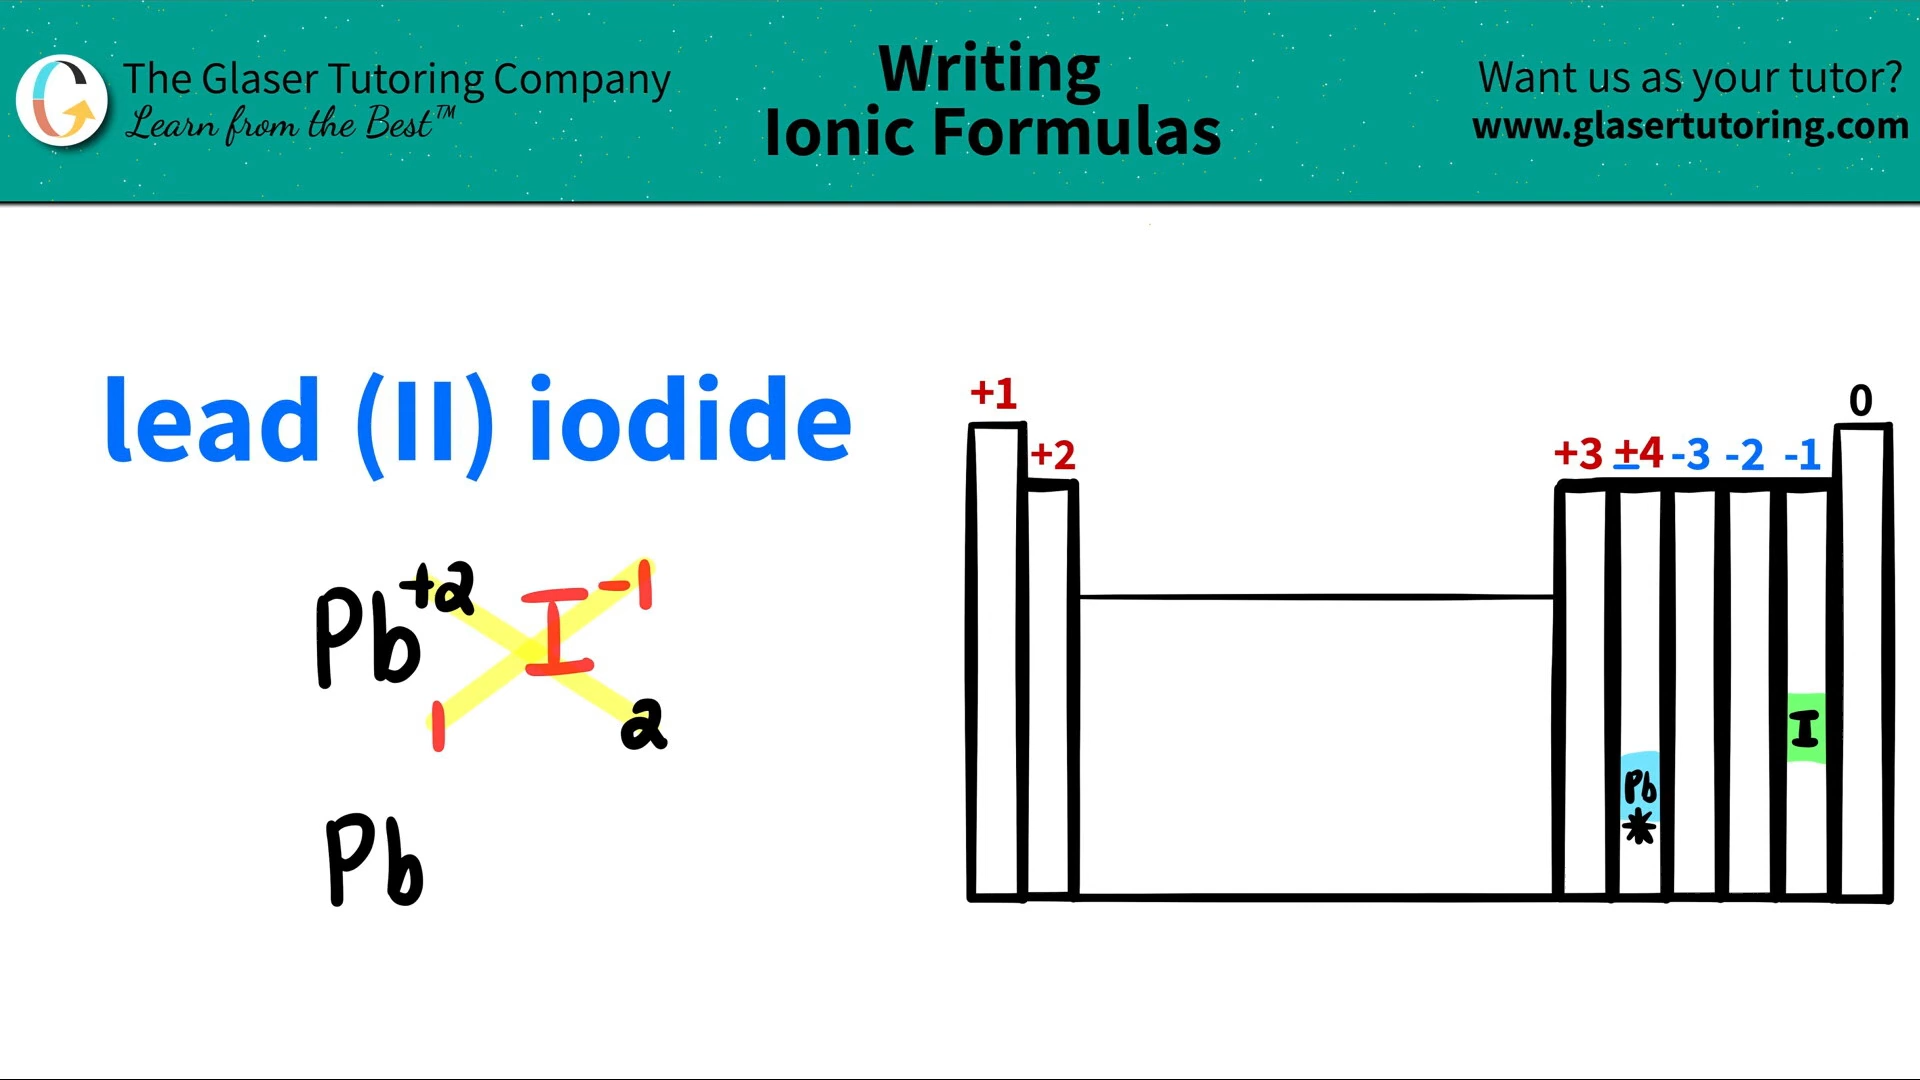 The Glaser Tutoring Company
Learn from the Best™
Writing
Ionic Formulas
Want us as your tutor?
www.glasertutoring.com
lead (II) iodide
Pb+2 I-1
1 2
Pb
+1
0
+2
+3 ±4 -3 -2 -1
I
Pb
*